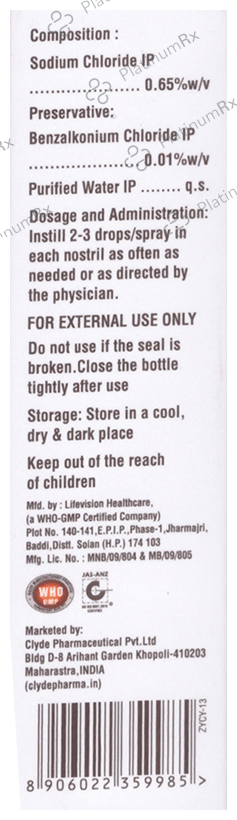 Composition :
Sodium Chloride IP
..................... 0.65%w/v
Preservative:
Benzalkonium Chloride IP
..................... 0.01%w/v
Purified Water IP ........ q.s.
Dosage and Administration:
Instill 2-3 drops/spray in
each nostril as often as
needed or as directed by
the physician.
FOR EXTERNAL USE ONLY
Do not use if the seal is
broken.Close the bottle
tightly after use
Storage: Store in a cool,
dry & dark place
Keep out of the reach
of children
Mfd. by : Lifevision Healthcare,
(a WHO-GMP Certified Company)
Plot No. 140-141,E.P.I.P.,Phase-1,Jharmajri,
Baddi,Distt. Solan (H.P.) 174 103
Mfg. Lic. No. : MNB/09/804 & MB/09/805
JAS-ANZ
WHO
GMP
Marketed by:
Clyde Pharmaceutical Pvt.Ltd
Bldg D-8 Arihant Garden Khopoli-410203
Maharastra,INDIA
(clydepharma.in)
ZYCY-13
8 906022 359985 >
PlatinumRx